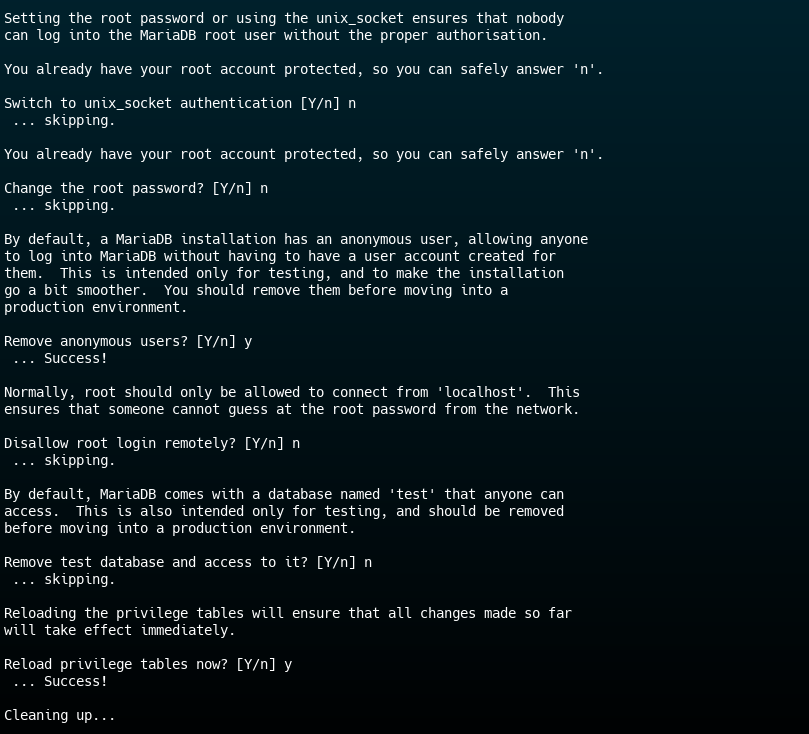 Setting the root password or using the unix_socket ensures that nobody
can log into the MariaDB root user without the proper authorisation.
You already have your root account protected, so you can safely answer 'n'.
Switch to unix_socket authentication [Y/n] n
 ... skipping.
You already have your root account protected, so you can safely answer 'n'.
Change the root password? [Y/n] n
 ... skipping.
By default, a MariaDB installation has an anonymous user, allowing anyone
to log into MariaDB without having to have a user account created for
them.  This is intended only for testing, and to make the installation
go a bit smoother.  You should remove them before moving into a
production environment.
Remove anonymous users? [Y/n] y
 ... Success!
Normally, root should only be allowed to connect from 'localhost'.  This
ensures that someone cannot guess at the root password from the network.
Disallow root login remotely? [Y/n] n
 ... skipping.
By default, MariaDB comes with a database named 'test' that anyone can
access.  This is also intended only for testing, and should be removed
before moving into a production environment.
Remove test database and access to it? [Y/n] n
 ... skipping.
Reloading the privilege tables will ensure that all changes made so far
will take effect immediately.
Reload privilege tables now? [Y/n] y
 ... Success!
Cleaning up...